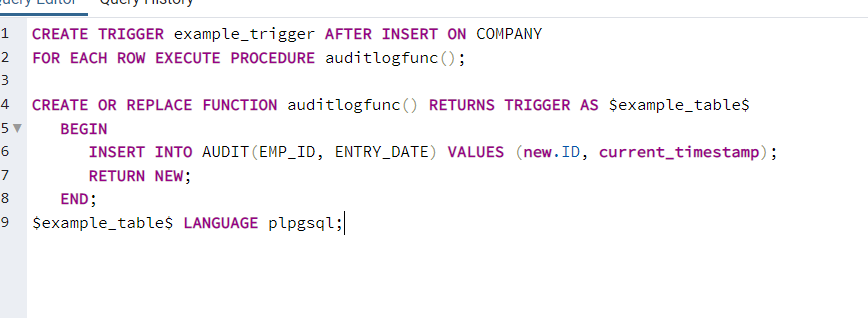 Query History
1 CREATE TRIGGER example_trigger AFTER INSERT ON COMPANY
2 FOR EACH ROW EXECUTE PROCEDURE auditlogfunc();
3
4 CREATE OR REPLACE FUNCTION auditlogfunc() RETURNS TRIGGER AS $example_table$
5 BEGIN
6 INSERT INTO AUDIT(EMP_ID, ENTRY_DATE) VALUES (new.ID, current_timestamp);
7 RETURN NEW;
8 END;
9 $example_table$ LANGUAGE plpgsql;